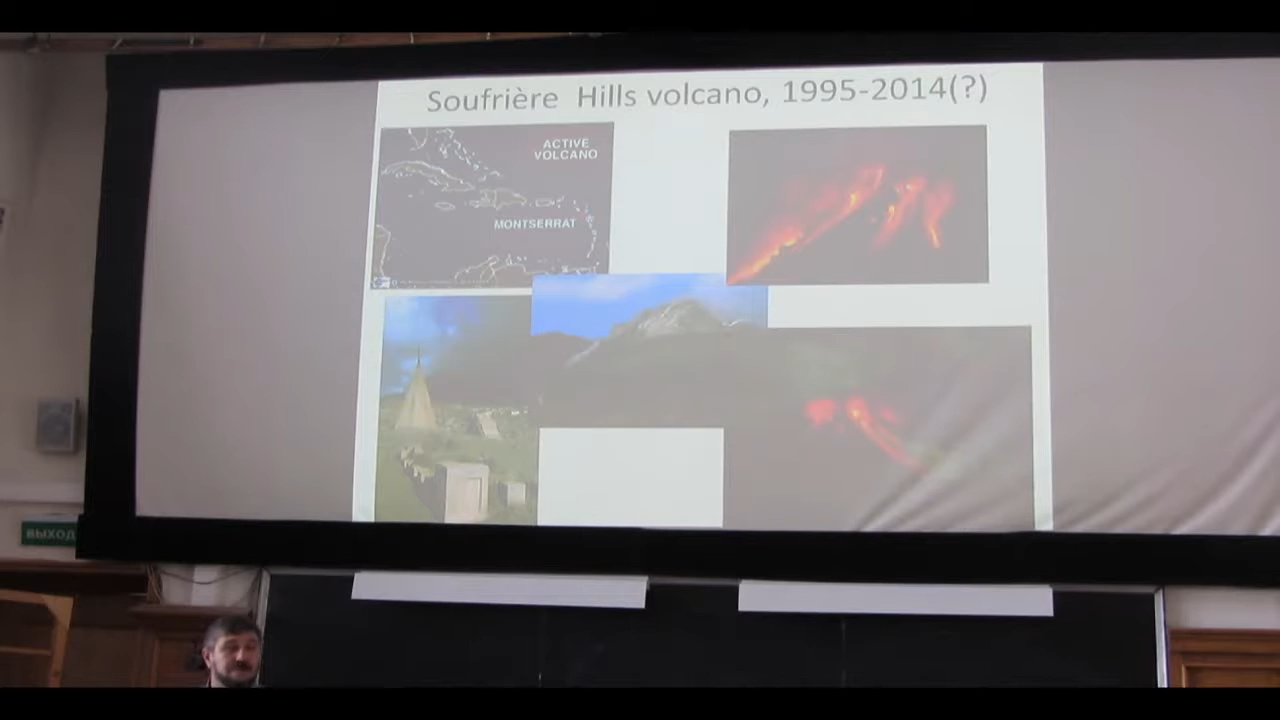 Soufrière Hills volcano, 1995-2014(?)
ACTIVE
VOLCANO
MONTSERRAT
ВЫХОД